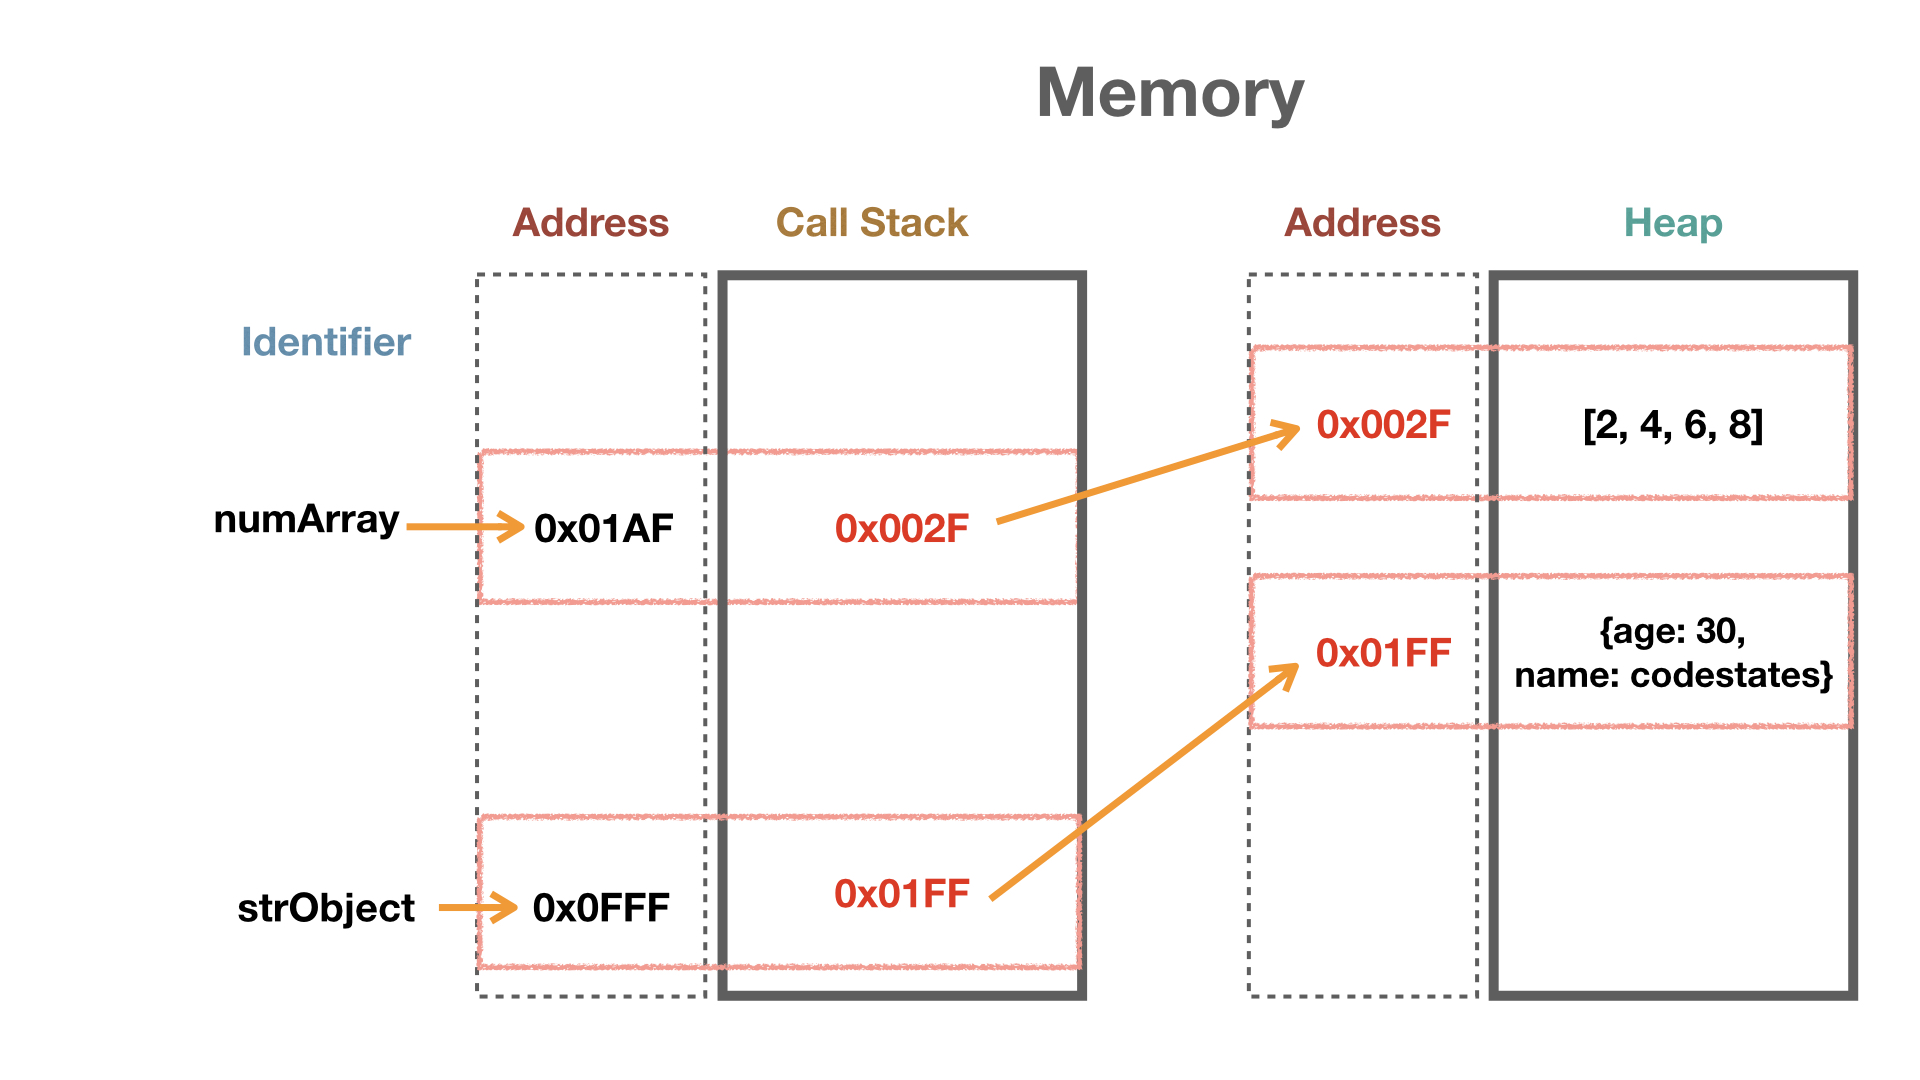 Memory
Address
Call Stack
Address
Heap
Identifier
numArray
0x01AF
0x002F
0x002F
[2, 4, 6, 8]
0x01FF
{age: 30,
name: codestates}
strObject
0x0FFF
0x01FF